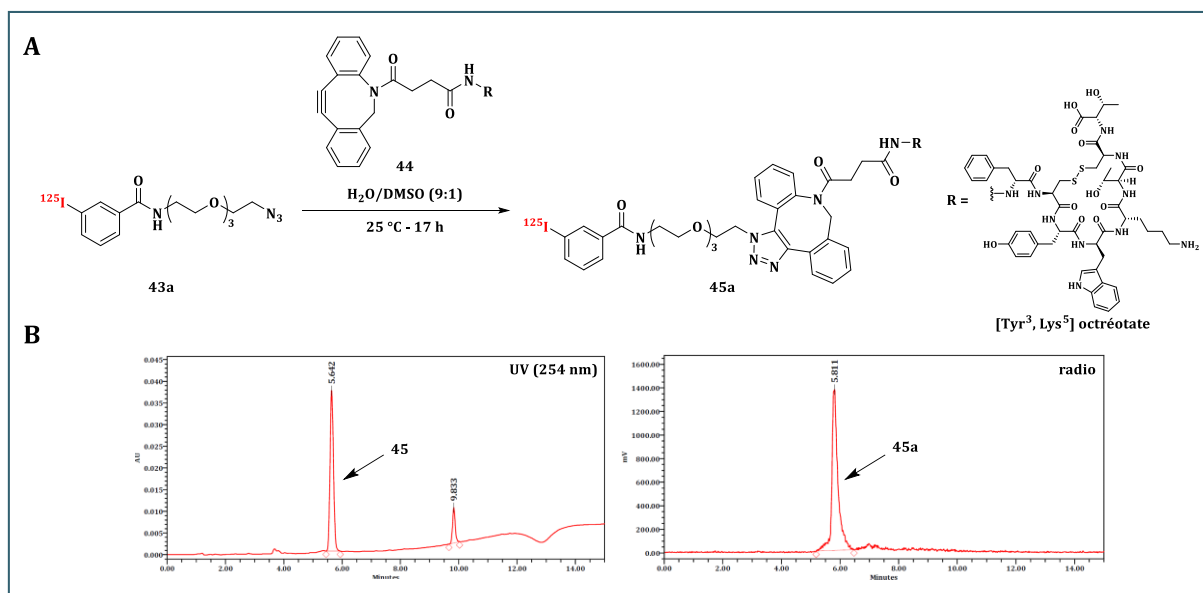 A
O
N
O
H
N
R
O
44
H₂O/DMSO (9:1)
25 °C - 17 h
¹²⁵I
O
N
H
O
3
N₃
43a
¹²⁵I
O
N
H
O
3
N
N
N
O
N
HN
R
O
45a
R =
HO
HO
O
N
H
O
NH
S
S
O
N
H
O
N
H
HO
NH
O
O
HN
O
NH
O
HO
N
H
NH₂
HN
[Tyr³, Lys⁵] octréotate
B
UV (254 nm)
5.642
45
9.833
AU
0.045
0.040
0.035
0.030
0.025
0.020
0.015
0.010
0.005
0.000
0.00 2.00 4.00 6.00 8.00 10.00 12.00 14.00
Minutes
radio
5.811
45a
mV
1600.00
1400.00
1200.00
1000.00
800.00
600.00
400.00
200.00
0.00
0.00 2.00 4.00 6.00 8.00 10.00 12.00 14.00
Minutes